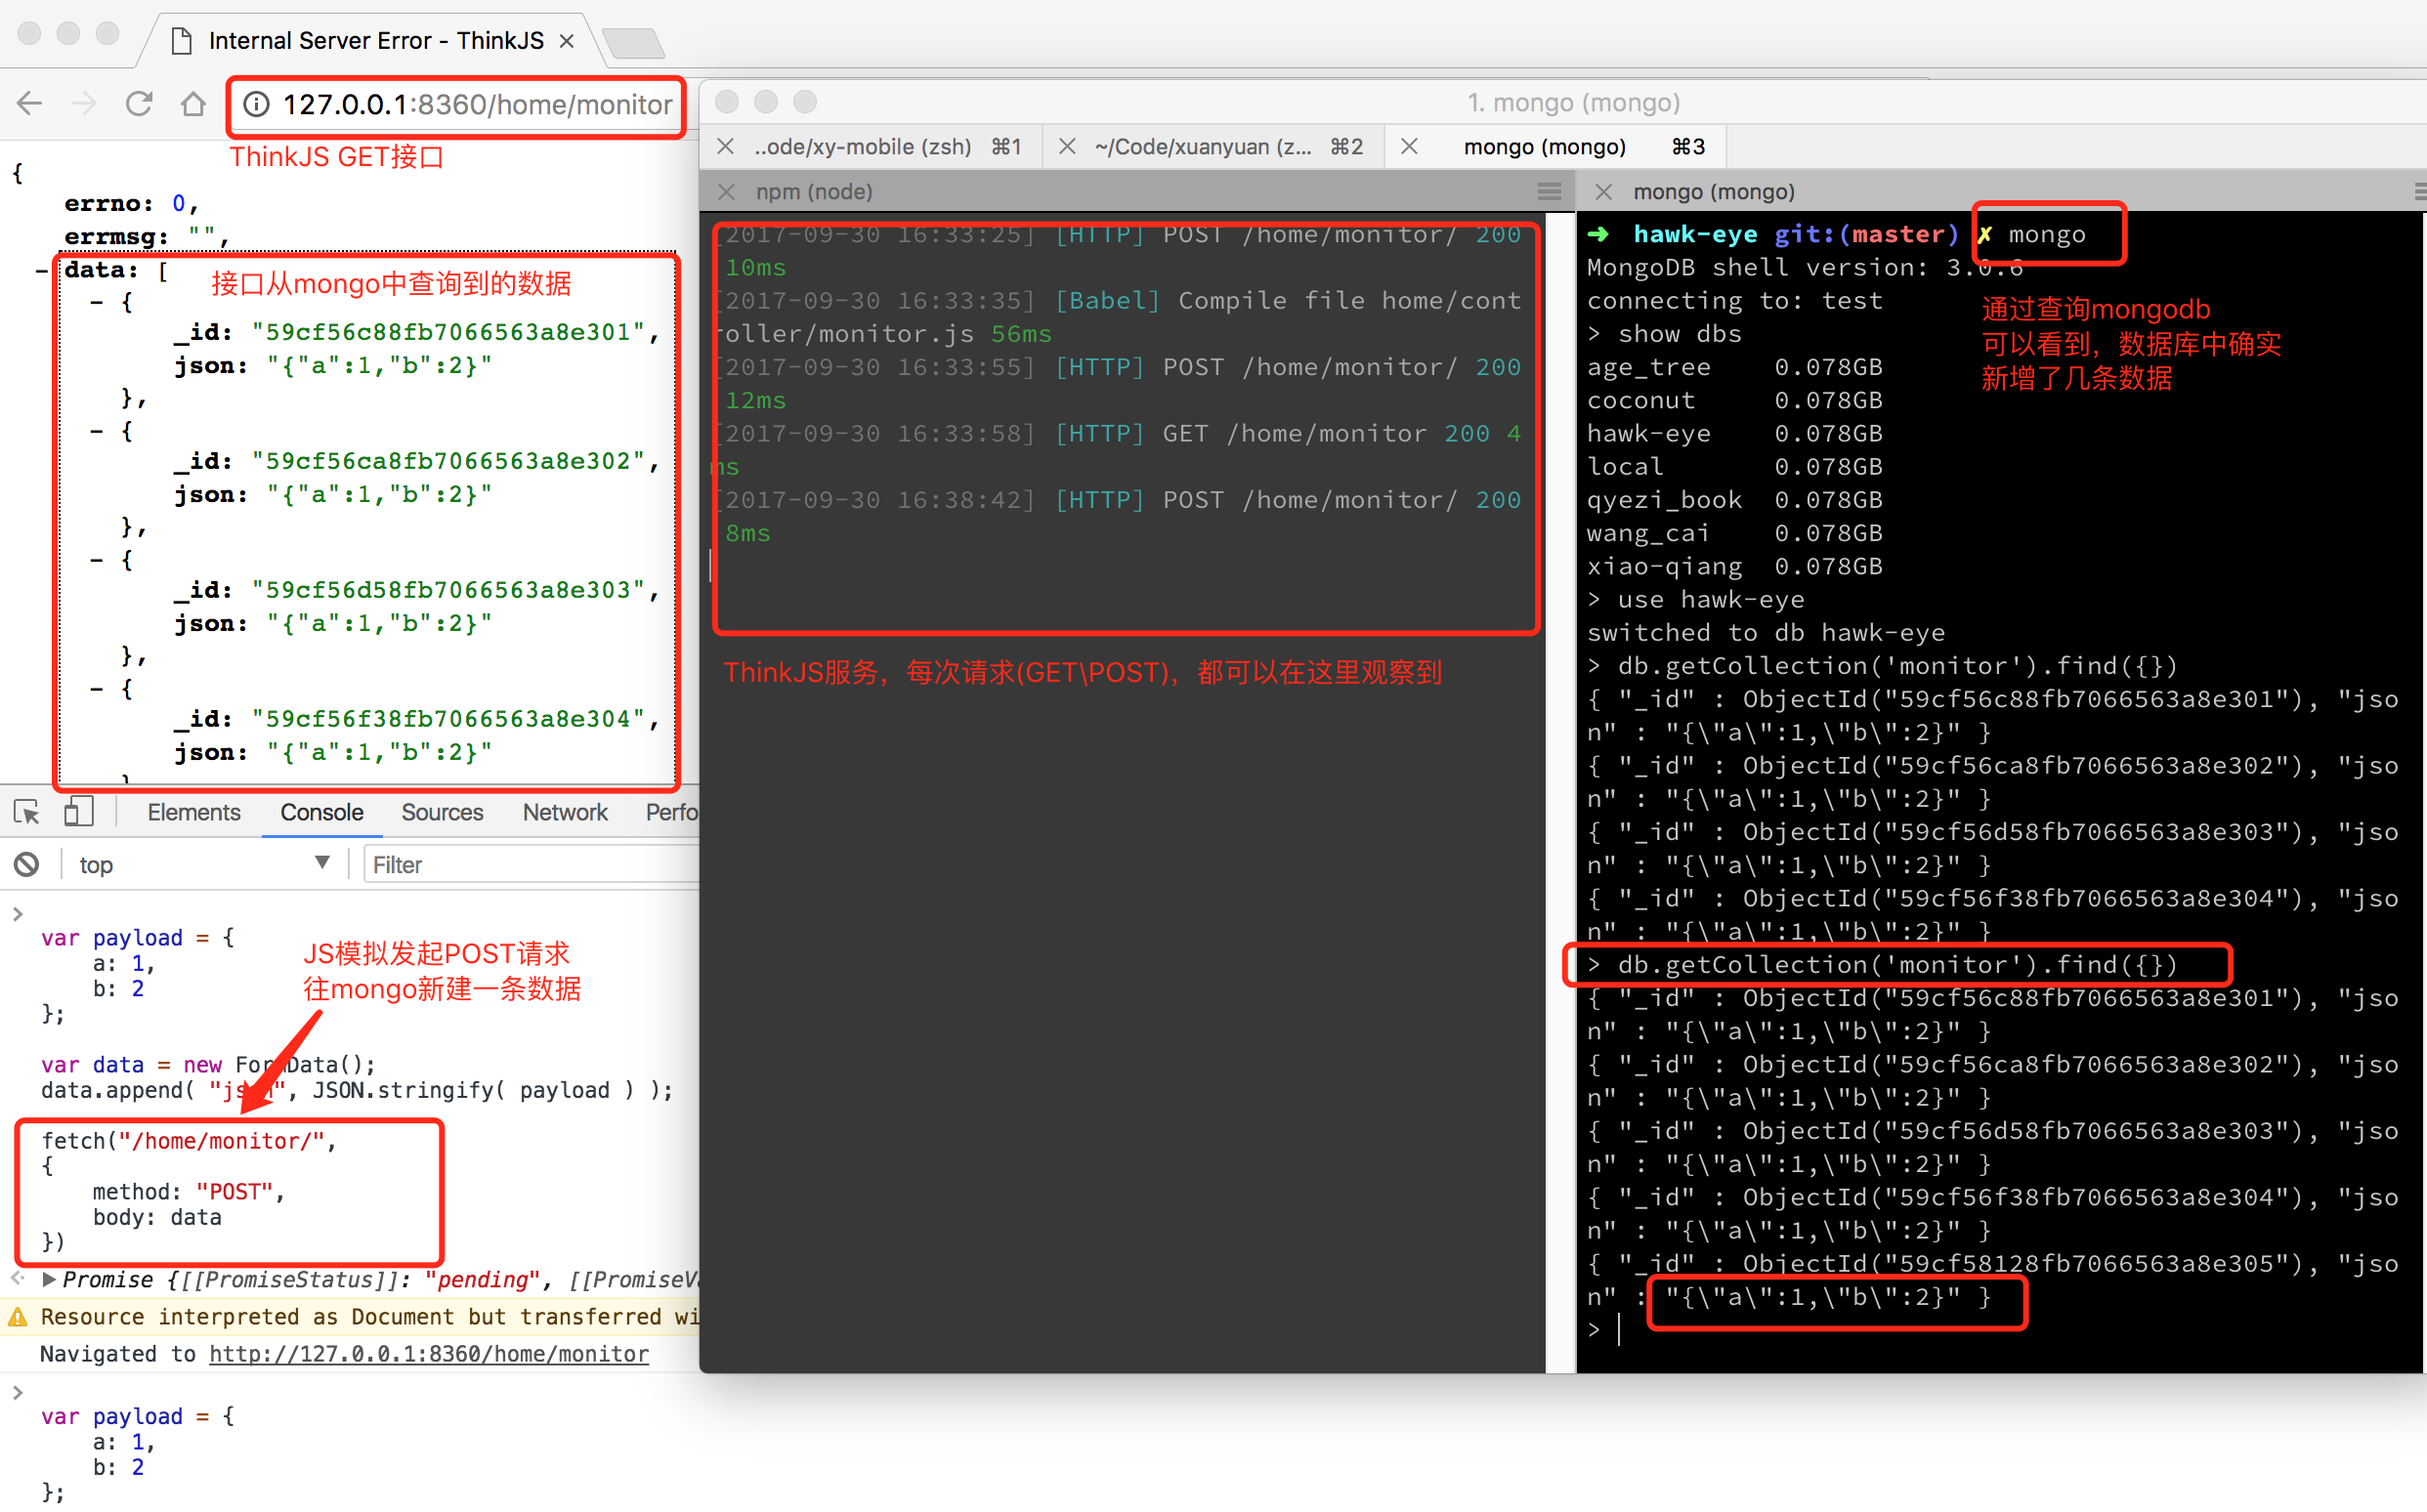 Internal Server Error - ThinkJS
127.0.0.1:8360/home/monitor
ThinkJS GET接口
{
errno: 0,
errmsg: "",
data: [
接口从mongo中查询到的数据
{
_id: "59cf56c88fb7066563a8e301",
json: "{"a":1,"b":2}"
},
{
_id: "59cf56ca8fb7066563a8e302",
json: "{"a":1,"b":2}"
},
{
_id: "59cf56d58fb7066563a8e303",
json: "{"a":1,"b":2}"
},
{
_id: "59cf56f38fb7066563a8e304",
json: "{"a":1,"b":2}"
Elements Console Sources Network Perfo
top Filter
>
var payload = {
a: 1,
b: 2
};
JS模拟发起POST请求
往mongo新建一条数据
var data = new FormData();
data.append( "json", JSON.stringify( payload ) );
fetch("/home/monitor/",
{
method: "POST",
body: data
})
Promise {[[PromiseStatus]]: "pending", [[PromiseVa
Resource interpreted as Document but transferred wi
Navigated to http://127.0.0.1:8360/home/monitor
>
var payload = {
a: 1,
b: 2
};
1. mongo (mongo)
..ode/xy-mobile (zsh) ⌘1 ~/Code/xuanyuan (z... ⌘2 mongo (mongo) ⌘3
npm (node)
[2017-09-30 16:33:25] [HTTP] POST /home/monitor/ 200
10ms
[2017-09-30 16:33:35] [Babel] Compile file home/cont
roller/monitor.js 56ms
[2017-09-30 16:33:55] [HTTP] POST /home/monitor/ 200
12ms
[2017-09-30 16:33:58] [HTTP] GET /home/monitor 200 4
ms
[2017-09-30 16:38:42] [HTTP] POST /home/monitor/ 200
8ms
ThinkJS服务，每次请求(GET\POST)，都可以在这里观察到
mongo (mongo)
➜ hawk-eye git:(master) ✗ mongo
MongoDB shell version: 3.0.6
connecting to: test
> show dbs
age_tree 0.078GB
coconut 0.078GB
hawk-eye 0.078GB
local 0.078GB
qyezi_book 0.078GB
wang_cai 0.078GB
xiao-qiang 0.078GB
通过查询mongodb
可以看到，数据库中确实
新增了几条数据
> use hawk-eye
switched to db hawk-eye
> db.getCollection('monitor').find({})
{ "_id" : ObjectId("59cf56c88fb7066563a8e301"), "jso
n" : "{\"a\":1,\"b\":2}" }
{ "_id" : ObjectId("59cf56ca8fb7066563a8e302"), "jso
n" : "{\"a\":1,\"b\":2}" }
{ "_id" : ObjectId("59cf56d58fb7066563a8e303"), "jso
n" : "{\"a\":1,\"b\":2}" }
{ "_id" : ObjectId("59cf56f38fb7066563a8e304"), "jso
n" : "{\"a\":1,\"b\":2}" }
> db.getCollection('monitor').find({})
{ "_id" : ObjectId("59cf56c88fb7066563a8e301"), "jso
n" : "{\"a\":1,\"b\":2}" }
{ "_id" : ObjectId("59cf56ca8fb7066563a8e302"), "jso
n" : "{\"a\":1,\"b\":2}" }
{ "_id" : ObjectId("59cf56d58fb7066563a8e303"), "jso
n" : "{\"a\":1,\"b\":2}" }
{ "_id" : ObjectId("59cf56f38fb7066563a8e304"), "jso
n" : "{\"a\":1,\"b\":2}" }
{ "_id" : ObjectId("59cf58128fb7066563a8e305"), "jso
n" : "{\"a\":1,\"b\":2}" }
>